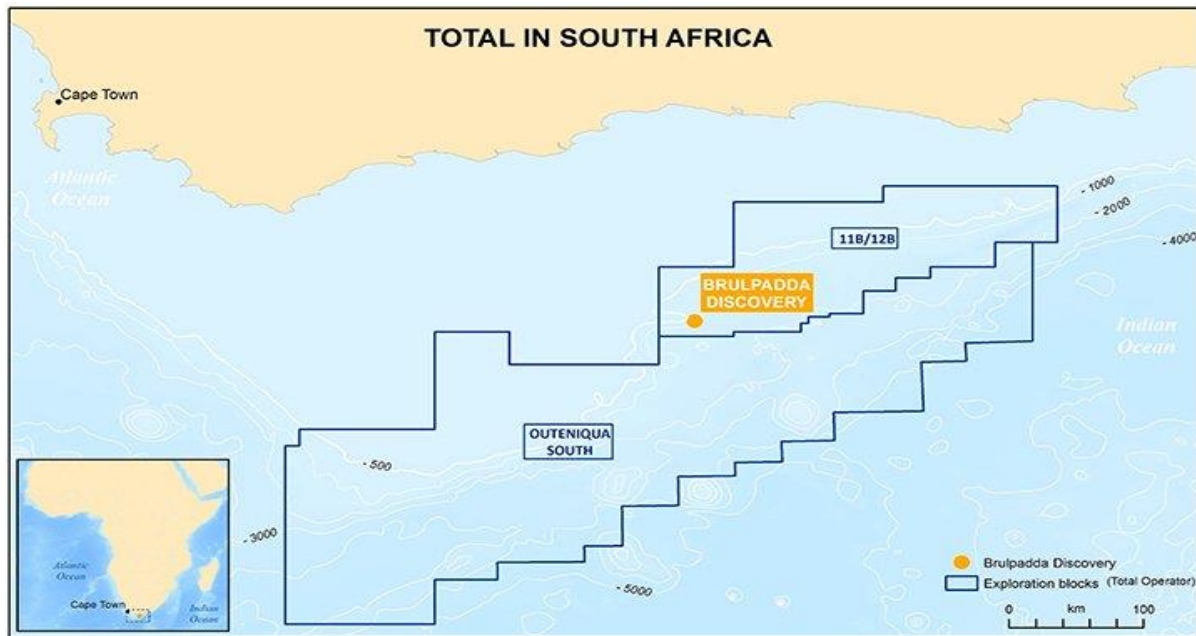 TOTAL IN SOUTH AFRICA
Cape Town
Atlantic
Ocean
- 1000
- 2000
- 4000
11B/12B
BRULPADDA
DISCOVERY
Indian
Ocean
OUTENIQUA
SOUTH
- 500
- 3000
- 5000
Atlantic
Ocean
Cape Town
Indian
Ocean
Brulpadda Discovery
Exploration blocks (Total Operator)
0 km 100